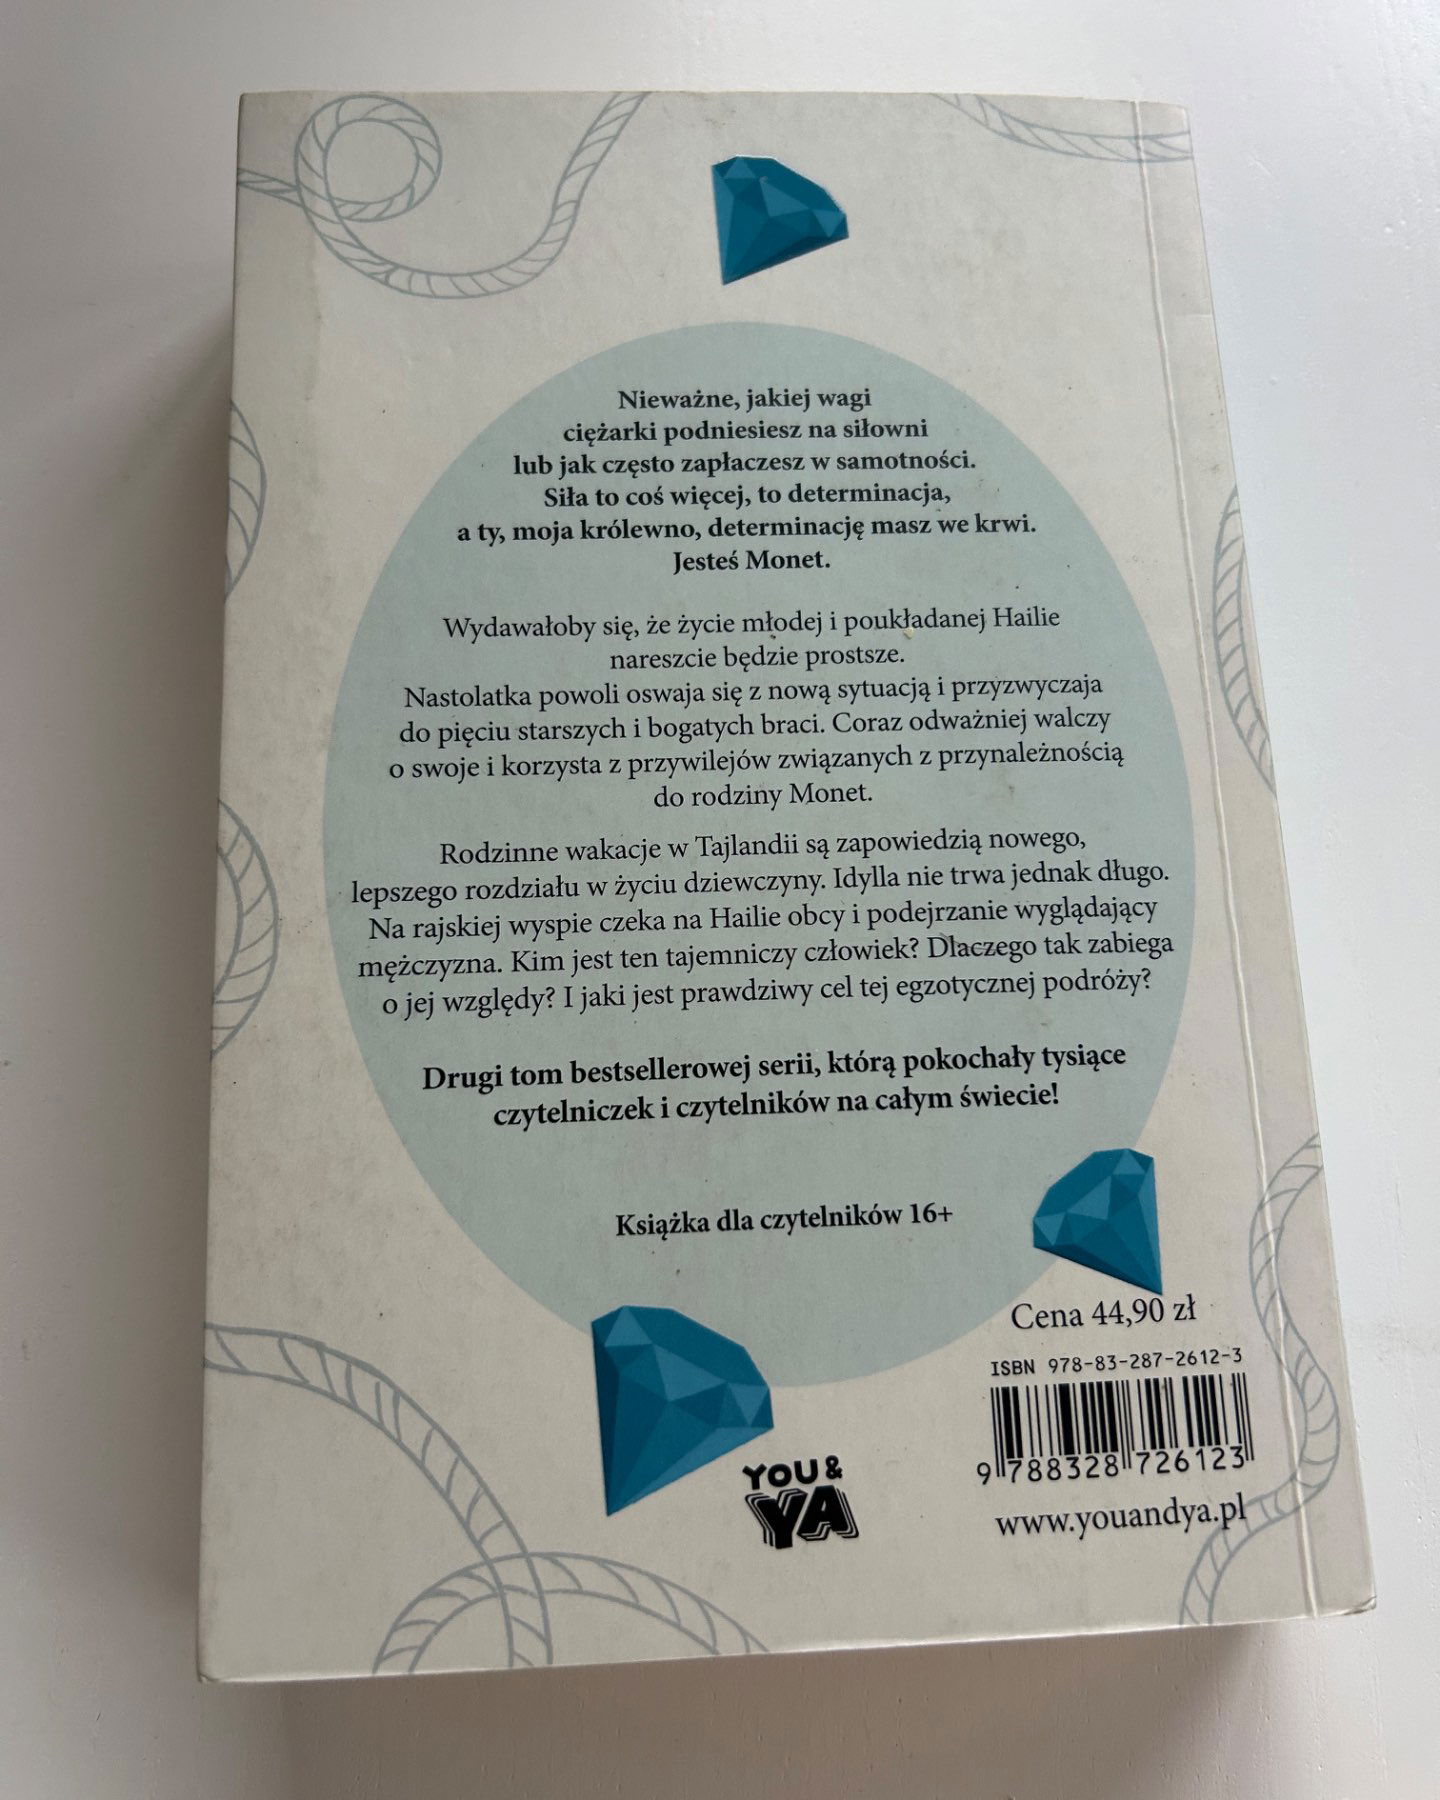 Nieważne, jakiej wagi
ciężarki podniesiesz na siłowni
lub jak często zapłaczesz w samotności.
Siła to coś więcej, to determinacja,
a ty, moja królewno, determinację masz we krwi.
Jesteś Monet.
Wydawałoby się, że życie młodej i poukładanej Hailie
nareszcie będzie prostsze.
Nastolatka powoli oswaja się z nową sytuacją i przyzwyczaja
do pięciu starszych i bogatych braci. Coraz odważniej walczy
o swoje i korzysta z przywilejów związanych z przynależnością
do rodziny Monet.
Rodzinne wakacje w Tajlandii są zapowiedzią nowego,
lepszego rozdziału w życiu dziewczyny. Idylla nie trwa jednak długo.
Na rajskiej wyspie czeka na Hailie obcy i podejrzanie wyglądający
mężczyzna. Kim jest ten tajemniczy człowiek? Dlaczego tak zabiega
o jej względy? I jaki jest prawdziwy cel tej egzotycznej podróży?
Drugi tom bestsellerowej serii, którą pokochały tysiące
czytelniczek i czytelników na całym świecie!
Książka dla czytelników 16+
Cena 44,90 zł
ISBN 978-83-287-2612-3
9 788328 726123
YOU &
YA
www.youandya.pl